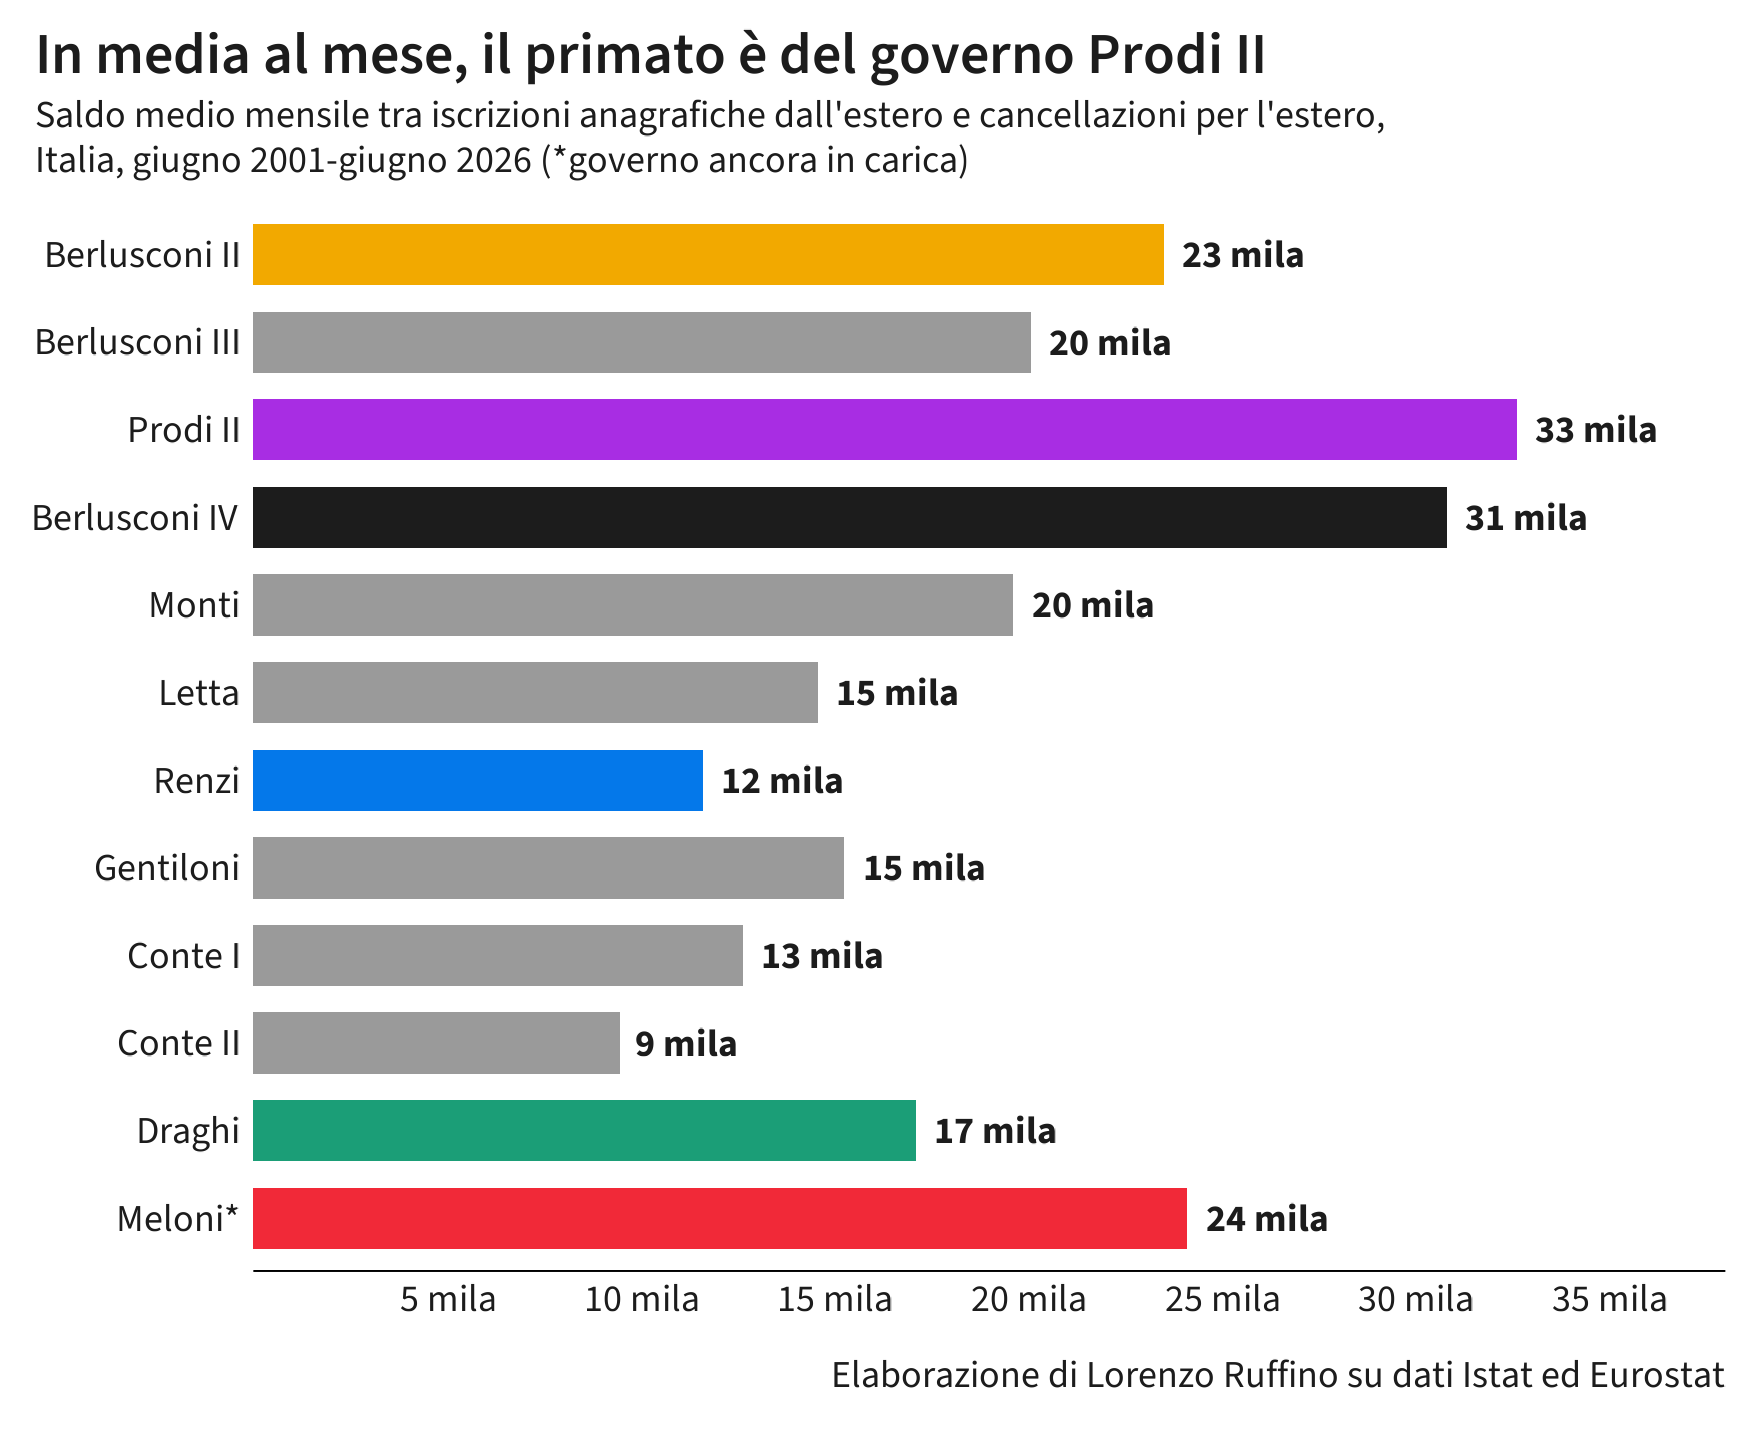 In media al mese, il primato è del governo Prodi II
Saldo medio mensile tra iscrizioni anagrafiche dall'estero e cancellazioni per l'estero,
Italia, giugno 2001-giugno 2026 (*governo ancora in carica)
Berlusconi II 23 mila
Berlusconi III 20 mila
Prodi II 33 mila
Berlusconi IV 31 mila
Monti 20 mila
Letta 15 mila
Renzi 12 mila
Gentiloni 15 mila
Conte I 13 mila
Conte II 9 mila
Draghi 17 mila
Meloni* 24 mila
5 mila 10 mila 15 mila 20 mila 25 mila 30 mila 35 mila
Elaborazione di Lorenzo Ruffino su dati Istat ed Eurostat